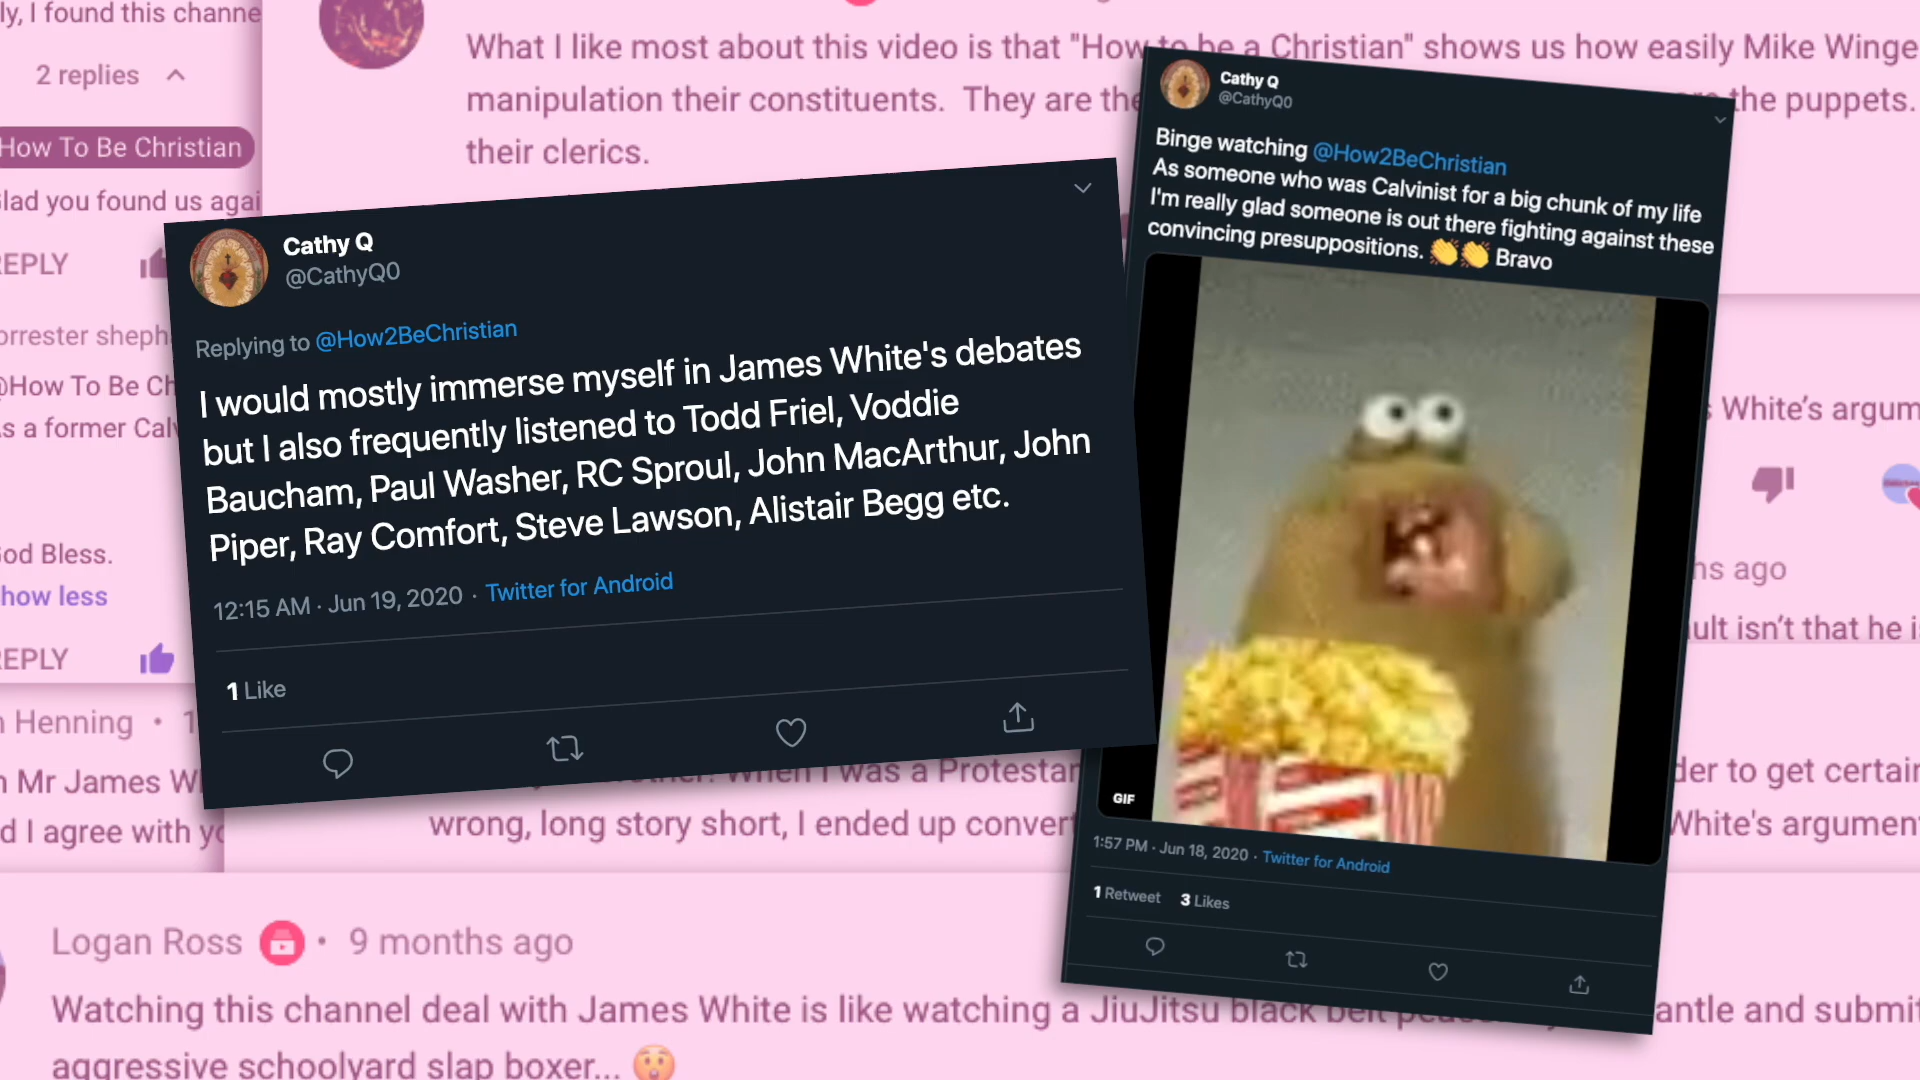 ly, I found this channe
2 replies
How To Be Christian
lad you found us agai
EPLY
orrester sheph
@How To Be Ch
s a former Cal
od Bless.
how less
EPLY
Henning • 1
Mr James W
d I agree with yo
What I like most about this video is that "How to be a Christian" shows us how easily Mike Winge
manipulation their constituents. They are the
the puppets.
their clerics.
Cathy Q
@CathyQ0
Replying to @How2BeChristian
I would mostly immerse myself in James White's debates
but I also frequently listened to Todd Friel, Voddie
Baucham, Paul Washer, RC Sproul, John MacArthur, John
Piper, Ray Comfort, Steve Lawson, Alistair Begg etc.
12:15 AM · Jun 19, 2020 · Twitter for Android
1 Like
Cathy Q
@CathyQ0
Binge watching @How2BeChristian
As someone who was Calvinist for a big chunk of my life
I'm really glad someone is out there fighting against these
convincing presuppositions. 👏👏 Bravo
GIF
1:57 PM · Jun 18, 2020 · Twitter for Android
1 Retweet 3 Likes
White's argum
ns ago
ult isn't that he i
When I was a Protestan
der to get certain
wrong, long story short, I ended up convert
White's argumen
Logan Ross • 9 months ago
Watching this channel deal with James White is like watching a JiuJitsu black belt
antle and submit
aggressive schoolyard slap boxer... 😲